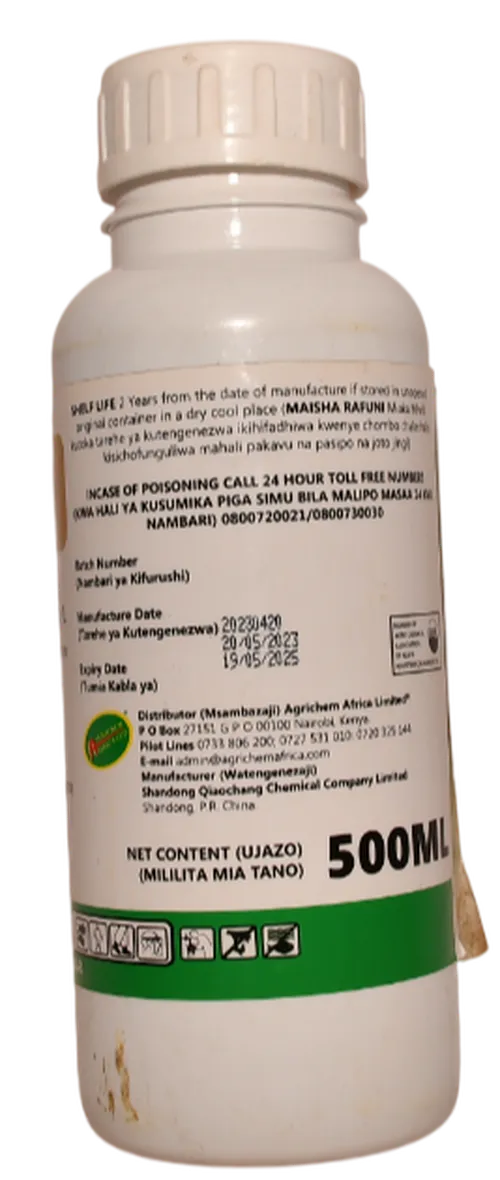 SHELF LIFE 2 Years from the date of manufacture if stored in unopened
original container in a dry cool place (MAISHA RAFUNI Miaka Mbili
kutoka tarehe ya kutengenezwa ikihifadhiwa kwenye chombo chake halisi
kisichofunguliwa mahali pakavu na pasipo na joto jingi)
INCASE OF POISONING CALL 24 HOUR TOLL FREE NUMBERS
(KWA HALI YA KUSUMIKA PIGA SIMU BILA MALIPO MASAA 24 KWA
NAMBARI) 0800720021/0800730030
Batch Number
(Nambari ya Kifurushi)
Manufacture Date
(Tarehe ya Kutengenezwa) 20230420
20/05/2023
Expiry Date 19/05/2025
(Tumia Kabla ya)
Distributor (Msambazaji) Agrichem Africa Limited
P O Box 27151 G P O 00100 Nairobi, Kenya.
Pilot Lines 0733 806 200; 0727 531 010; 0720 325 144
E-mail admin@agrichemafrica.com
Manufacturer (Watengenezaji)
Shandong Qiaochang Chemical Company Limited
Shandong, P.R. China
NET CONTENT (UJAZO)
(MILILITA MIA TANO) 500ML